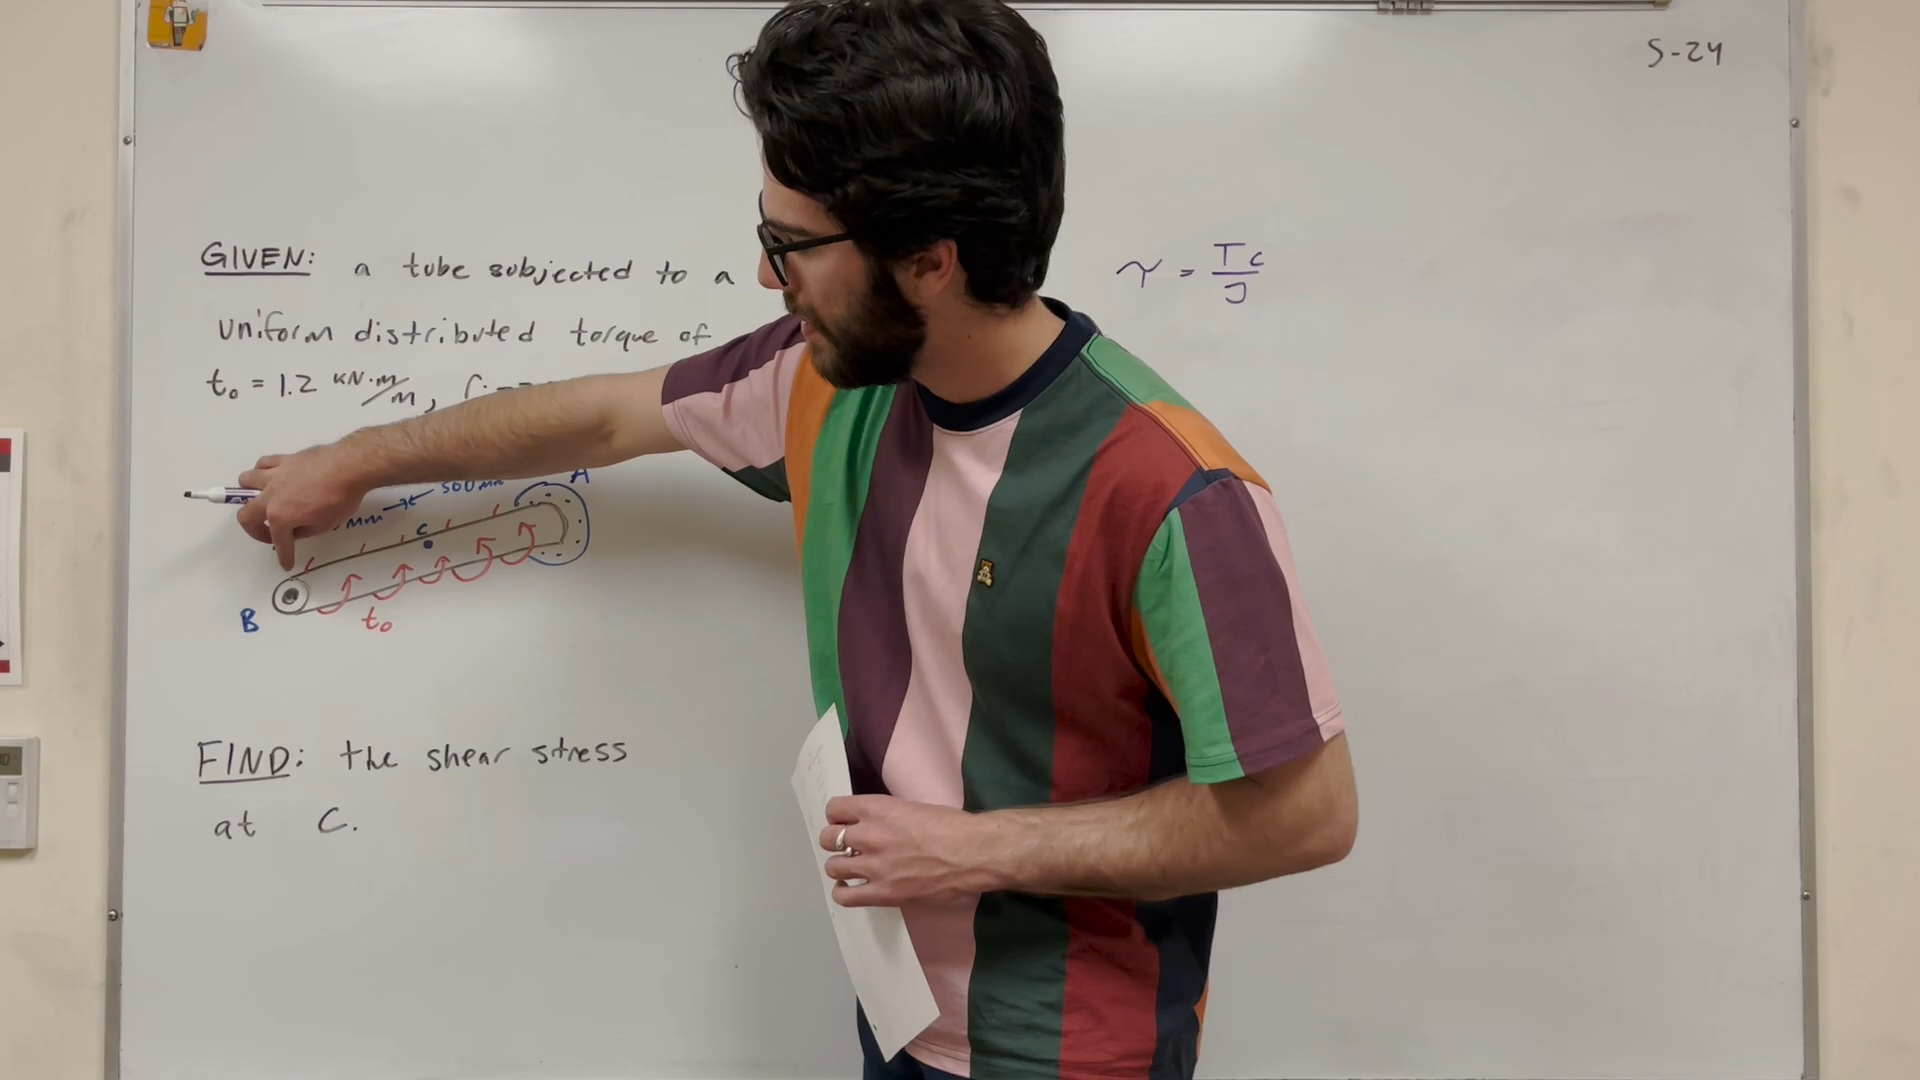 S-24
GIVEN: a tube subjected to a
uniform distributed torque of
t₀ = 1.2 KN·m/m,
τ = Tc/J
500 mm
A
mm
C
B
t₀
FIND: the shear stress
at C.